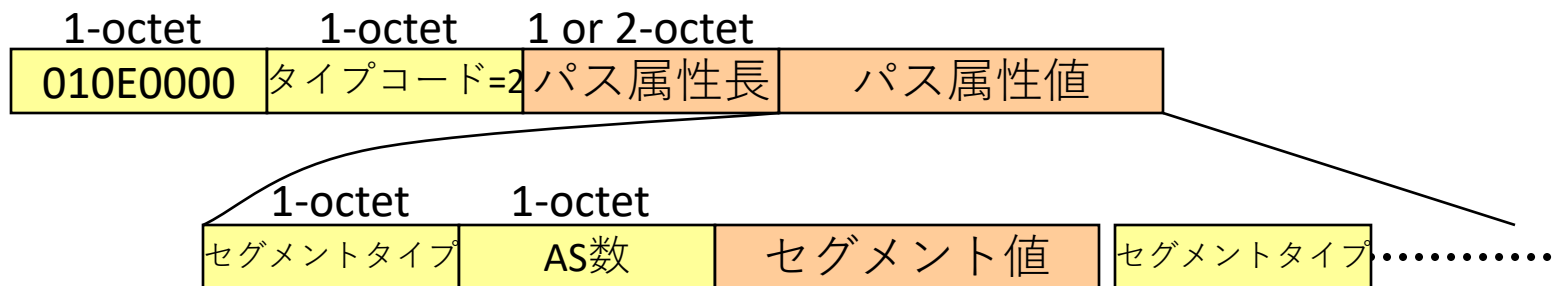 1-octet 1-octet 1 or 2-octet
010E0000 タイプコード=2 パス属性長 パス属性値
1-octet 1-octet
セグメントタイプ AS数 セグメント値 セグメントタイプ